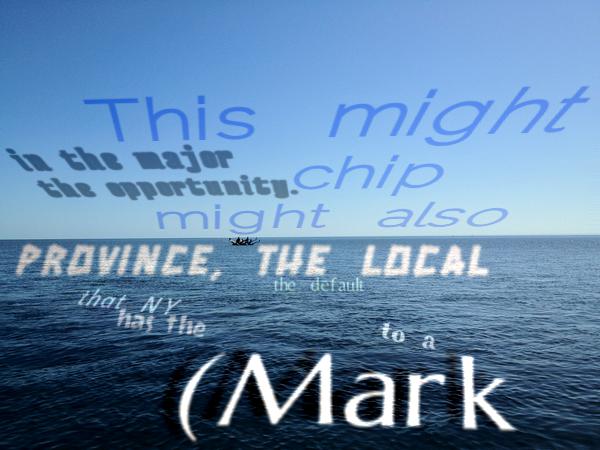 This might
chip
might also
in the major
the opportunity.
PROVINCE, THE LOCAL
the default
that NY
has the
to a
(Mark